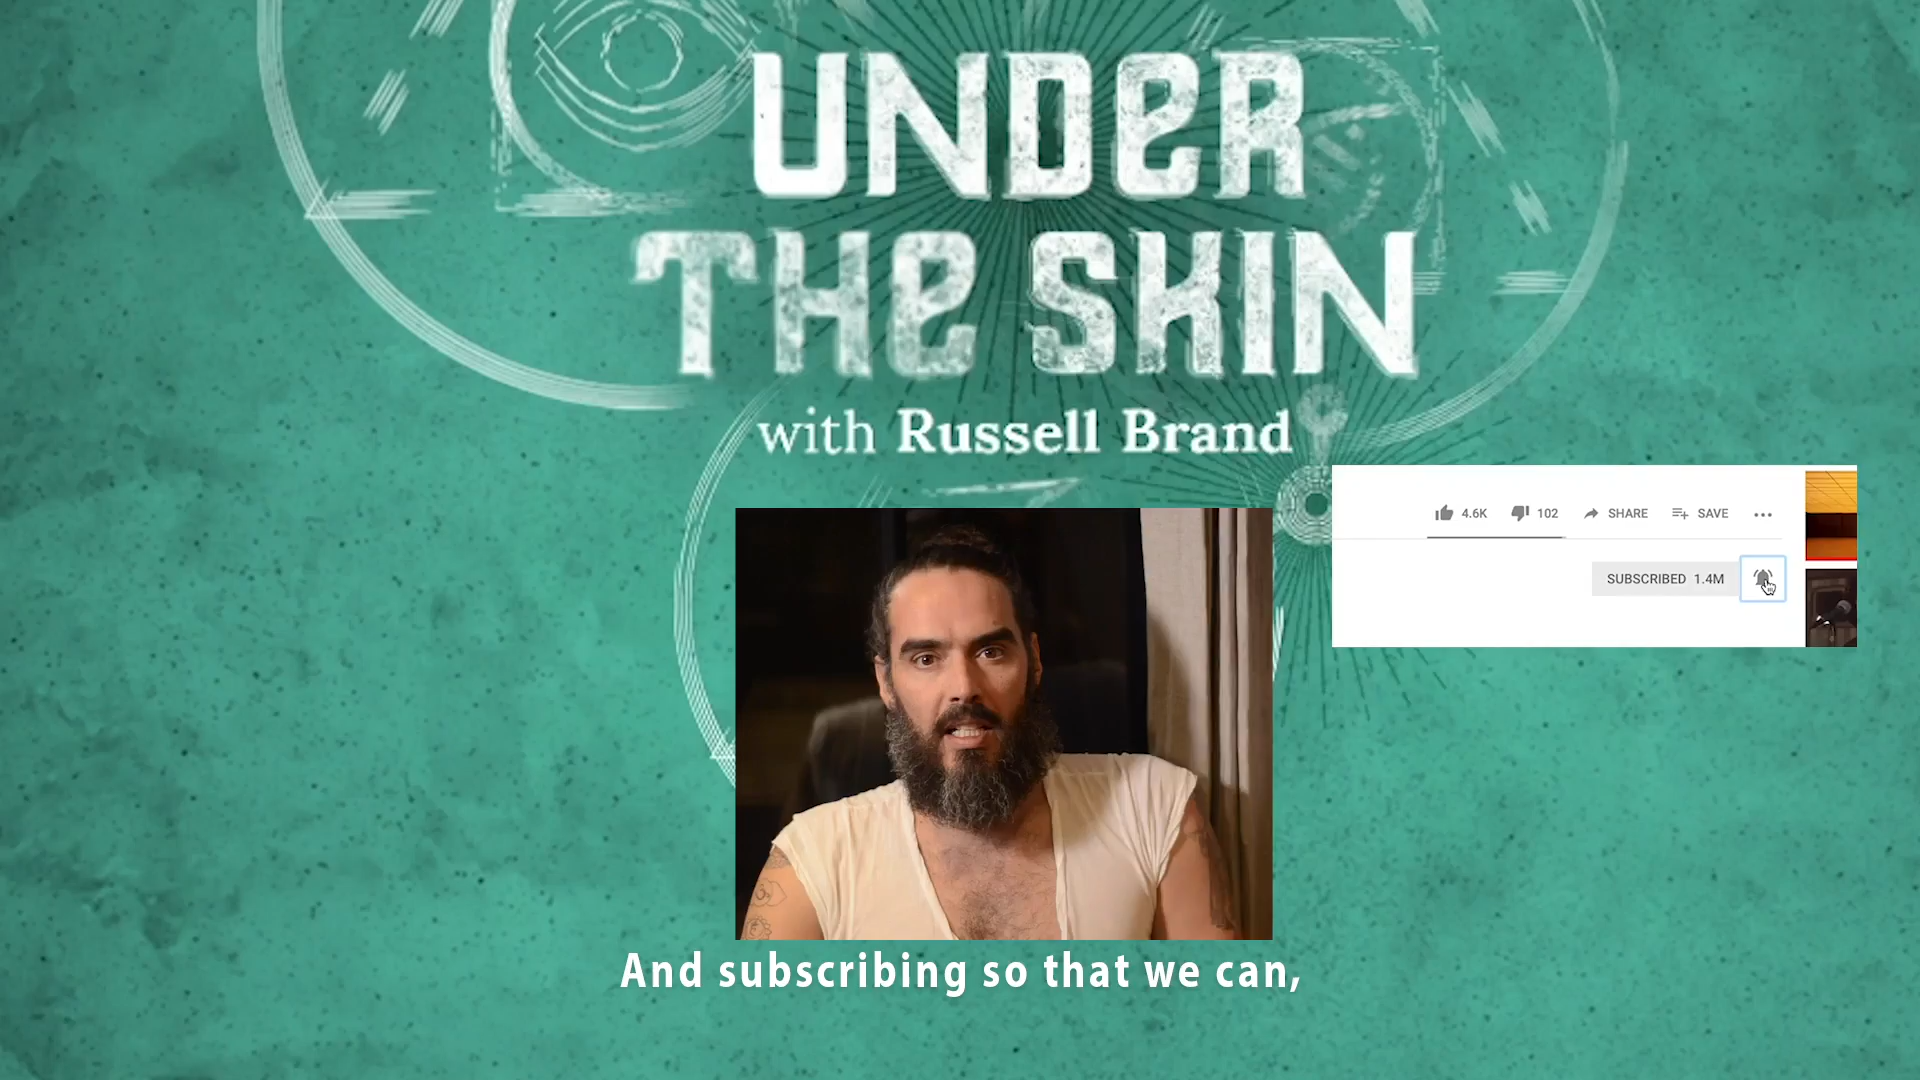 UNDER
THE SKIN
with Russell Brand
4.6K 102 SHARE SAVE
SUBSCRIBED 1.4M
And subscribing so that we can,